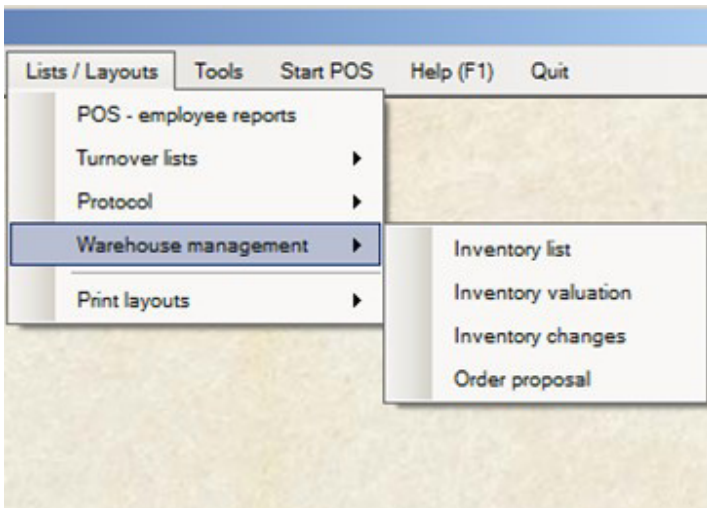 Lists / Layouts Tools Start POS Help (F1) Quit
POS - employee reports
Turnover lists
Protocol
Warehouse management
Print layouts
Inventory list
Inventory valuation
Inventory changes
Order proposal